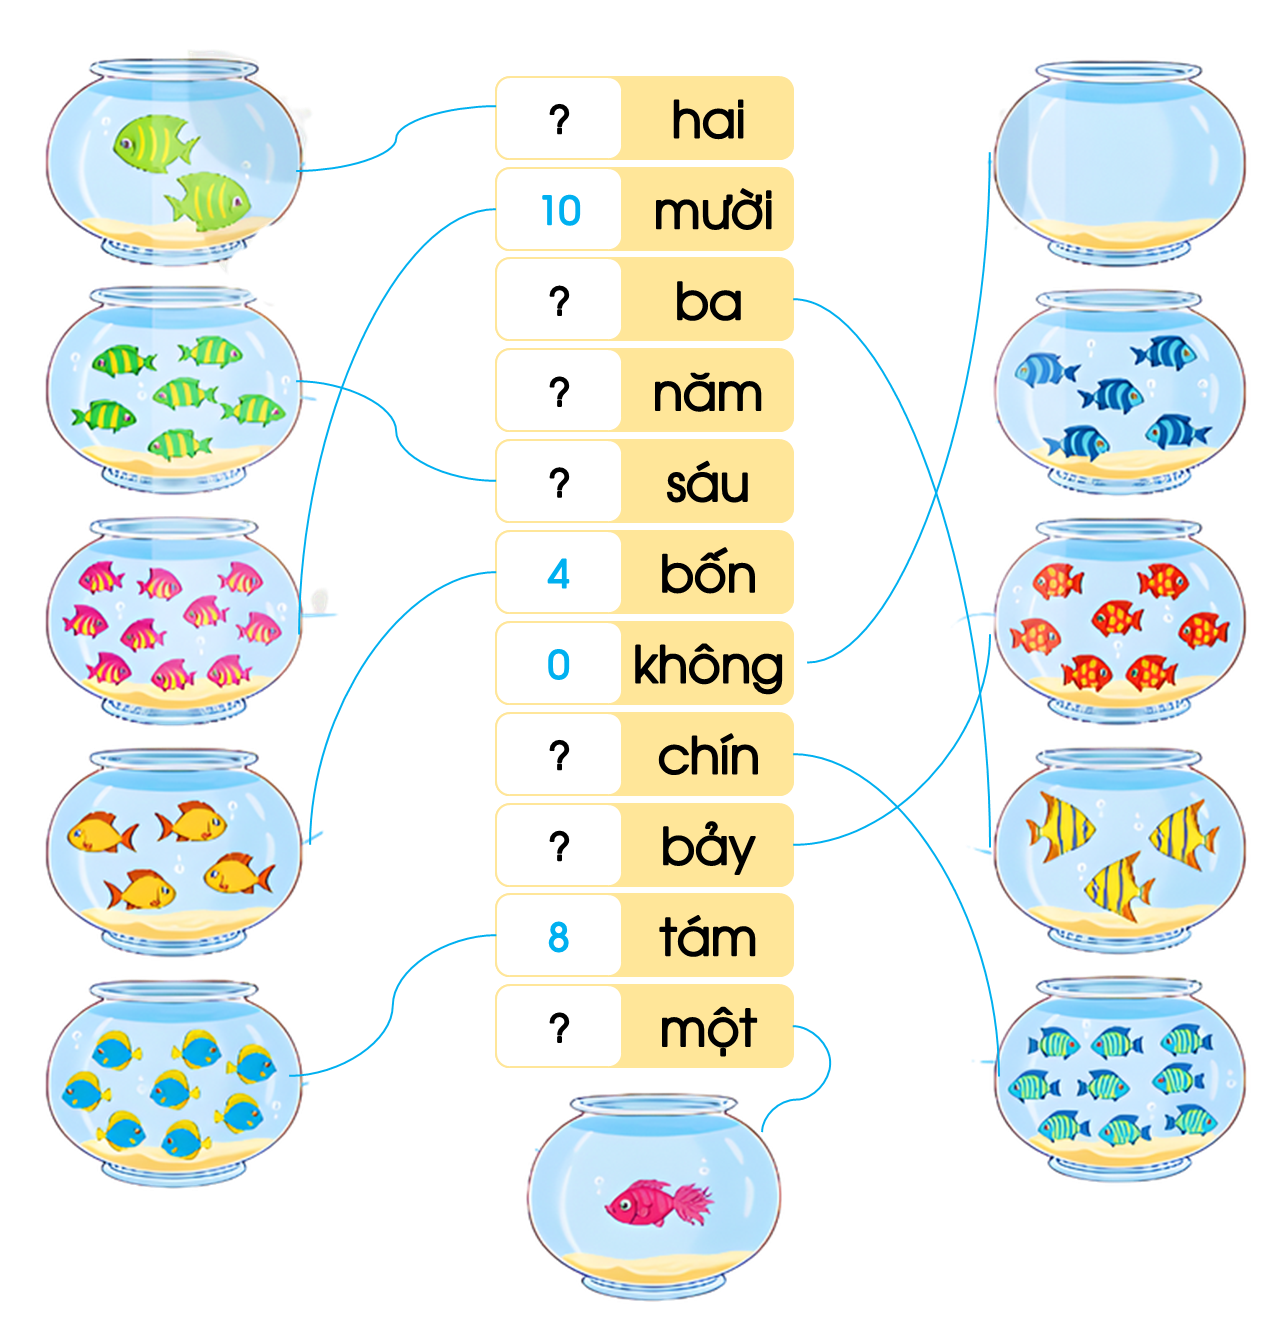 ? hai
10 mười
? ba
? năm
? sáu
4 bốn
0 không
? chín
? bảy
8 tám
? một